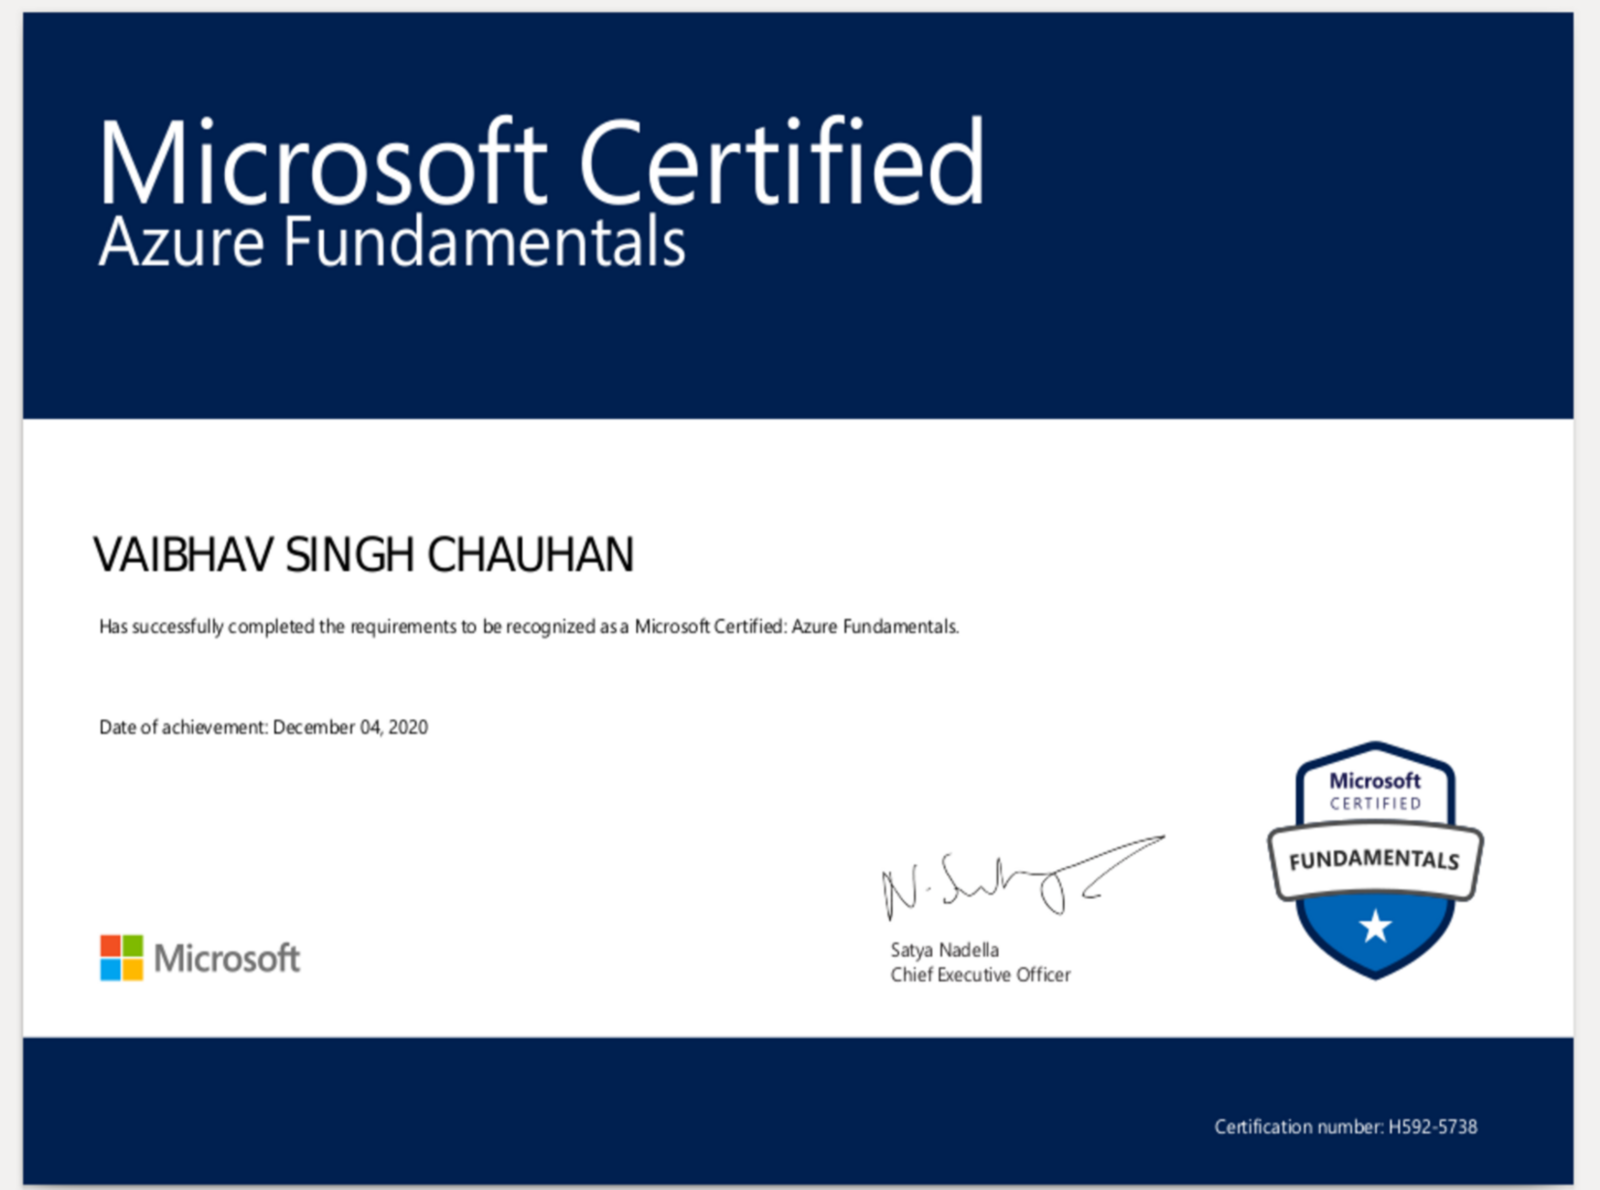 Microsoft Certified
Azure Fundamentals
VAIBHAV SINGH CHAUHAN
Has successfully completed the requirements to be recognized as a Microsoft Certified: Azure Fundamentals.
Date of achievement: December 04, 2020
Microsoft
CERTIFIED
FUNDAMENTALS
N. Satya
Satya Nadella
Chief Executive Officer
Microsoft
Certification number: H592-5738